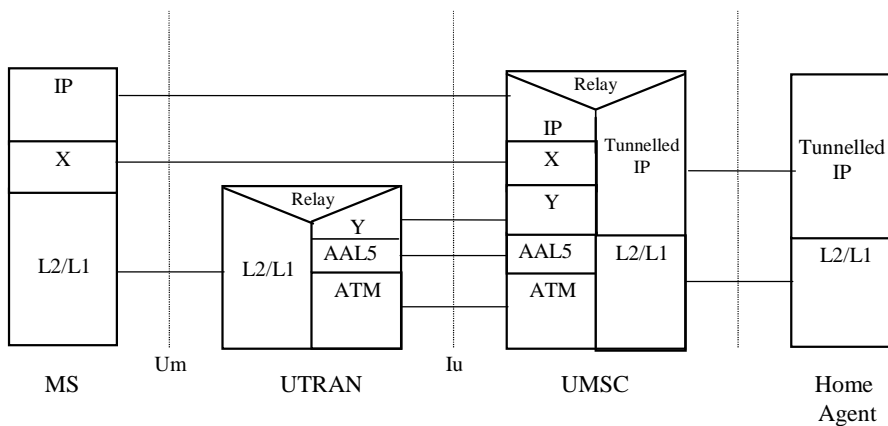 IP
X
L2/L1
MS
Um
Relay
L2/L1
Y
AAL5
ATM
UTRAN
Iu
Relay
IP
X
Y
AAL5
ATM
Tunnelled
IP
L2/L1
UMSC
Tunnelled
IP
L2/L1
Home
Agent